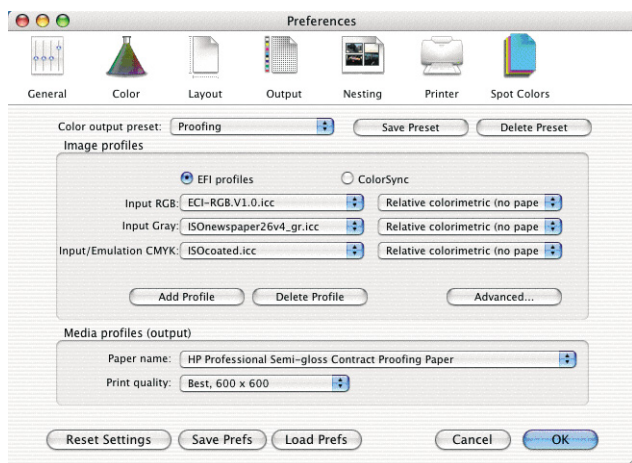 Preferences
General Color Layout Output Nesting Printer Spot Colors
Color output preset: Proofing Save Preset Delete Preset
Image profiles
EFI profiles ColorSync
Input RGB: ECI-RGB.V1.0.icc Relative colorimetric (no pape
Input Gray: ISOnewspaper26v4_gr.icc Relative colorimetric (no pape
Input/Emulation CMYK: ISOcoated.icc Relative colorimetric (no pape
Add Profile Delete Profile Advanced...
Media profiles (output)
Paper name: HP Professional Semi-gloss Contract Proofing Paper
Print quality: Best, 600 x 600
Reset Settings Save Prefs Load Prefs Cancel OK